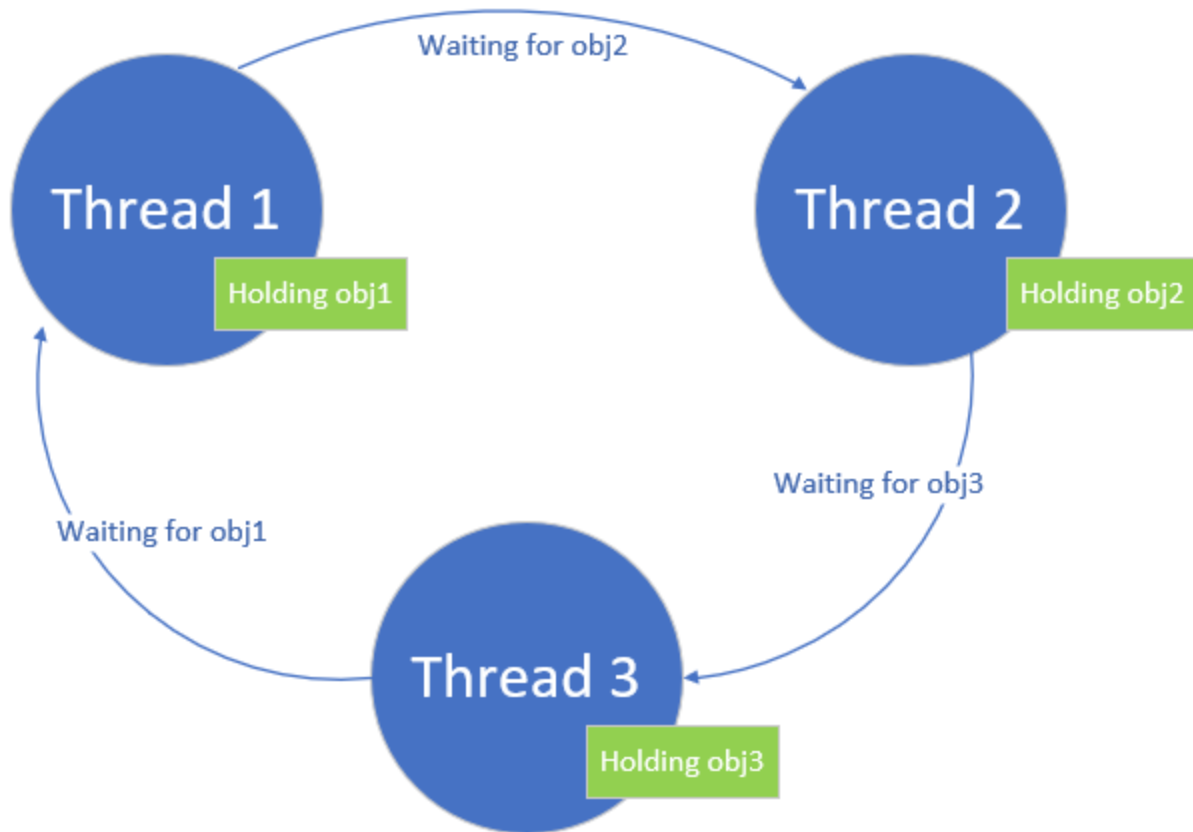 Waiting for obj2
Thread 1
Thread 2
Holding obj1
Holding obj2
Waiting for obj3
Waiting for obj1
Thread 3
Holding obj3